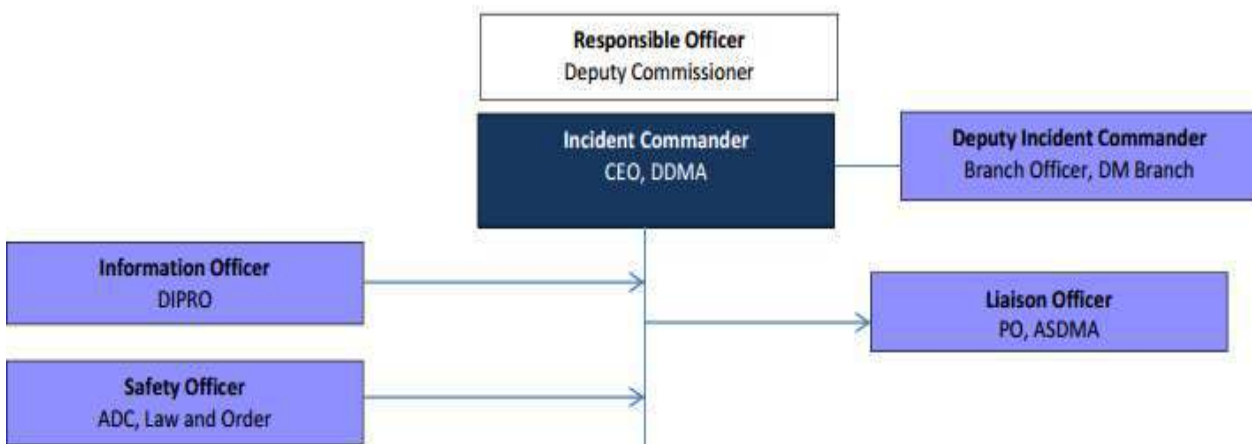 Responsible Officer
Deputy Commissioner
Incident Commander
CEO, DDMA
Deputy Incident Commander
Branch Officer, DM Branch
Information Officer
DIPRO
Liaison Officer
PO, ASDMA
Safety Officer
ADC, Law and Order